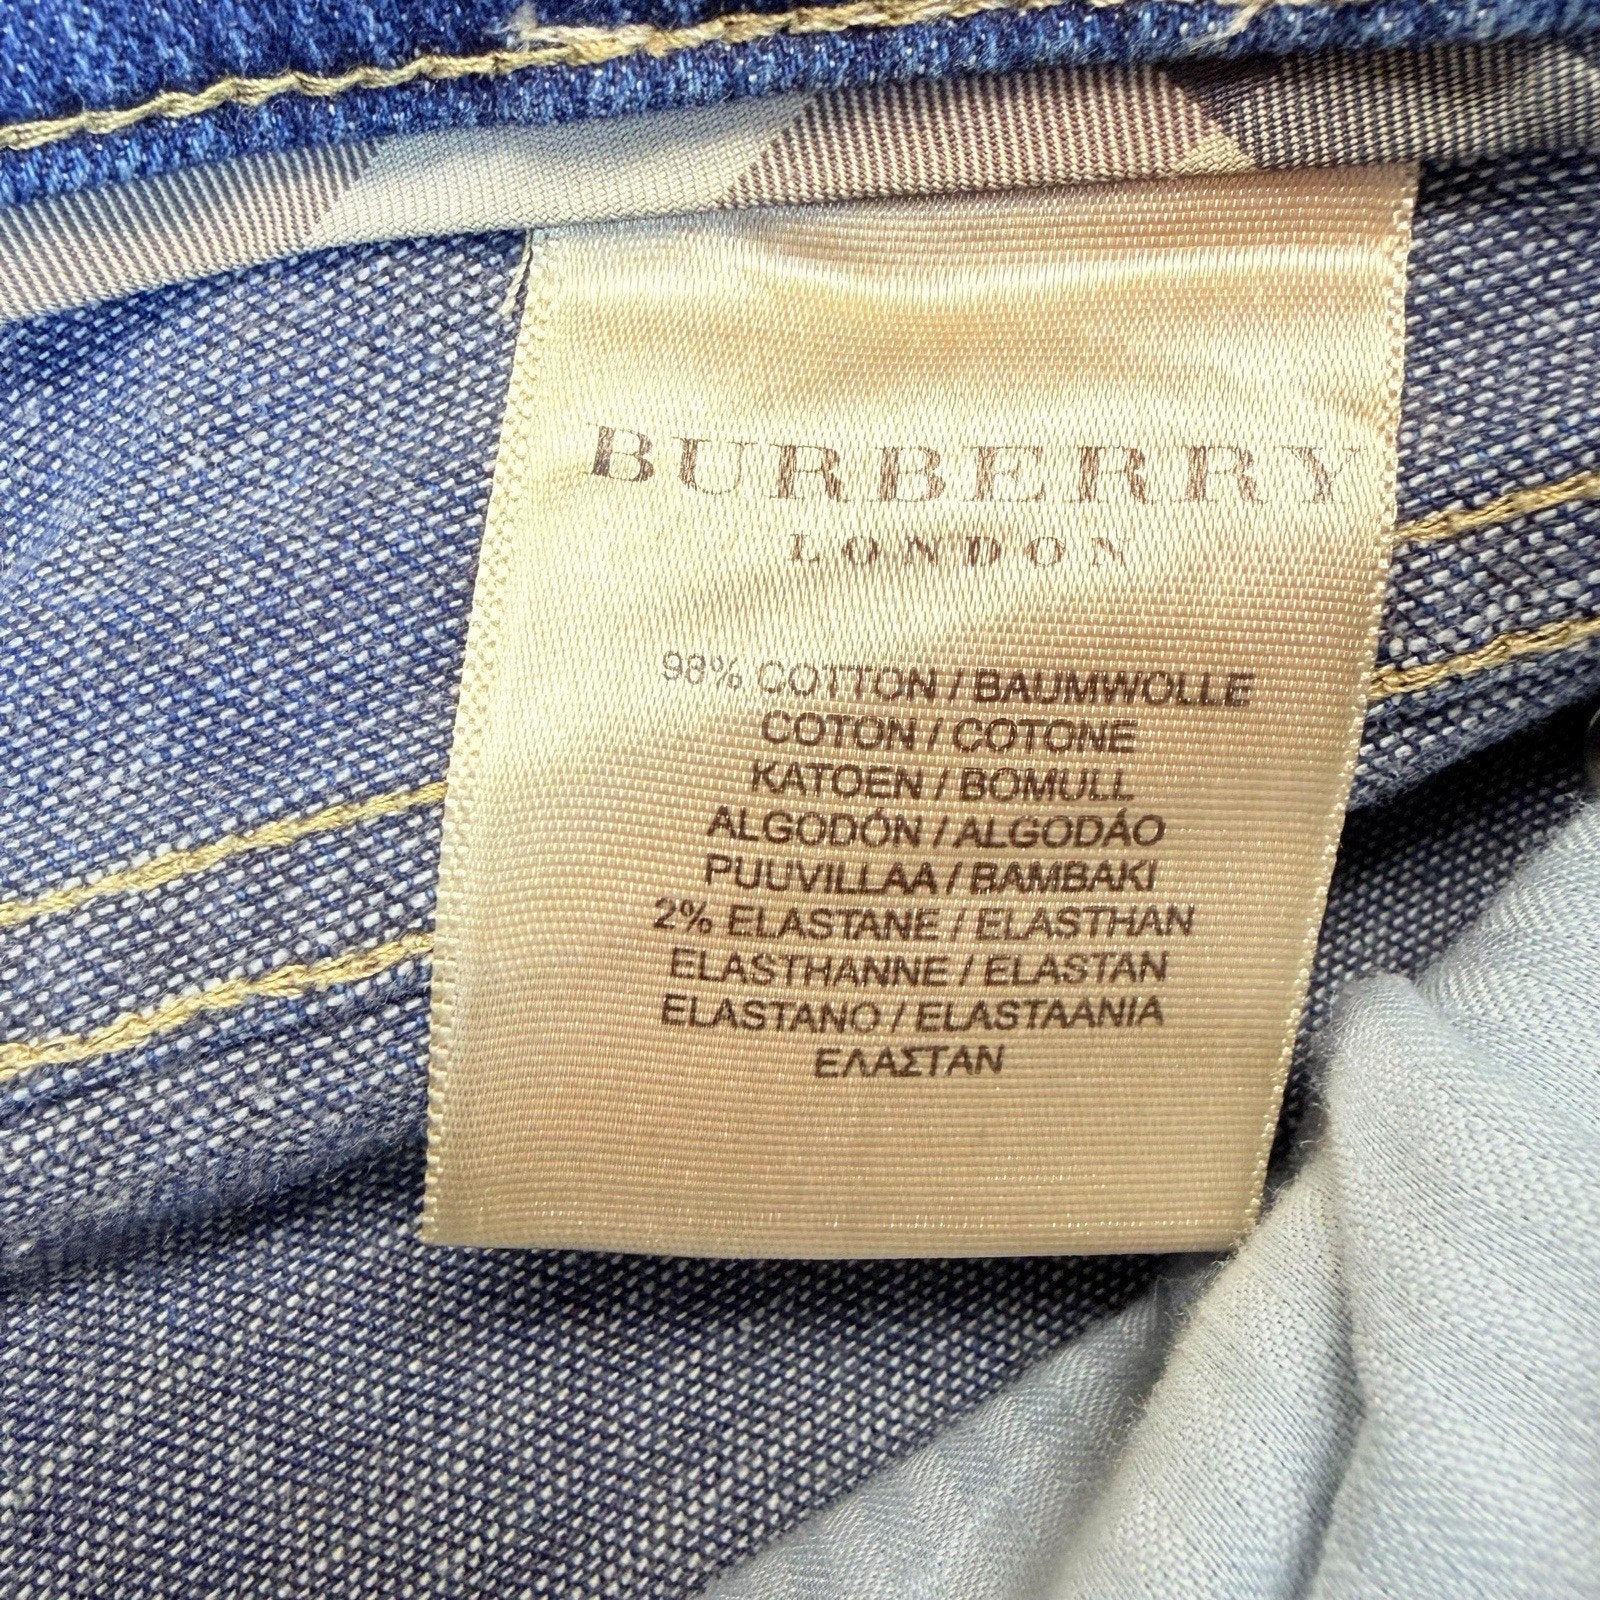 BURBERRY
LONDON
98% COTTON / BAUMWOLLE
COTON / COTONE
KATOEN / BOMULL
ALGODÓN / ALGODÁO
PUUVILLAA / BAMBAKI
2% ELASTANE / ELASTHAN
ELASTHANNE / ELASTAN
ELASTANO / ELASTAANIA
ΕΛΑΣΤΑΝ